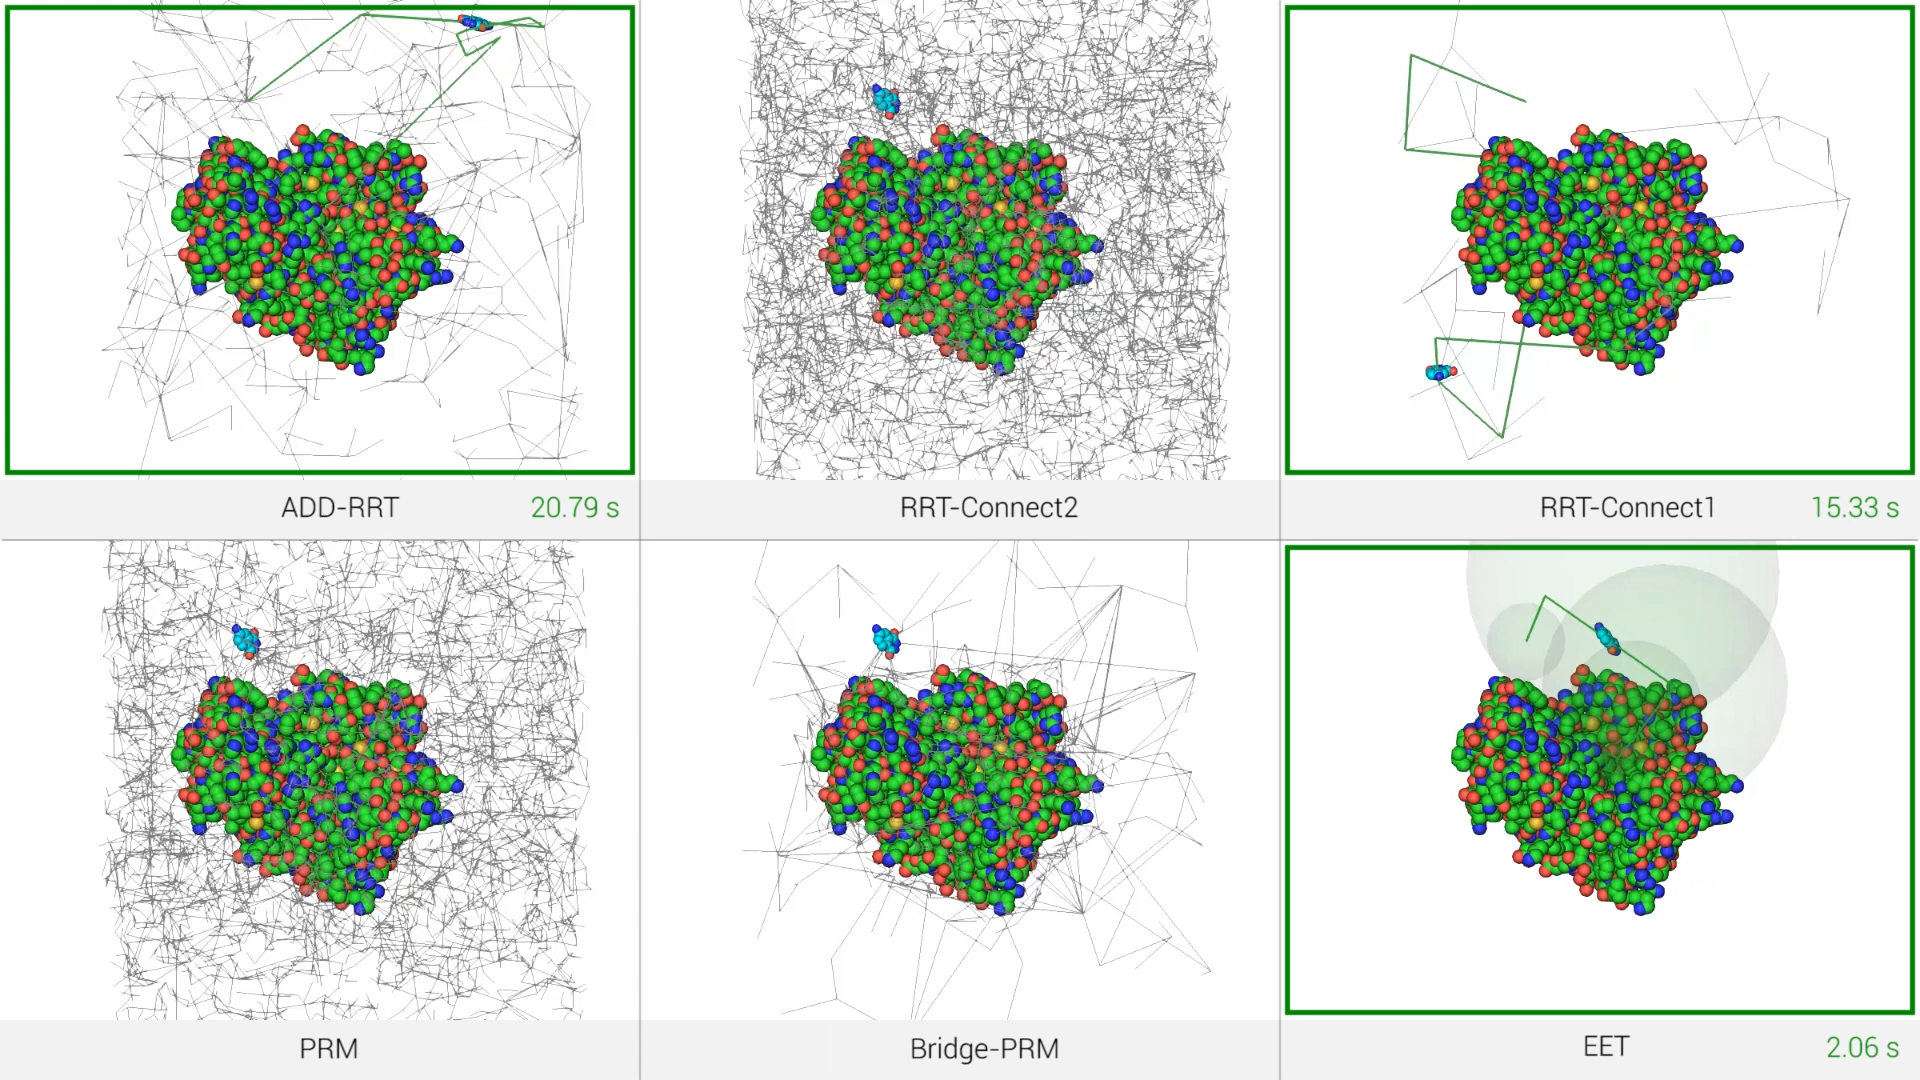 ADD-RRT 20.79 s
RRT-Connect2
RRT-Connect1 15.33 s
PRM
Bridge-PRM
EET 2.06 s